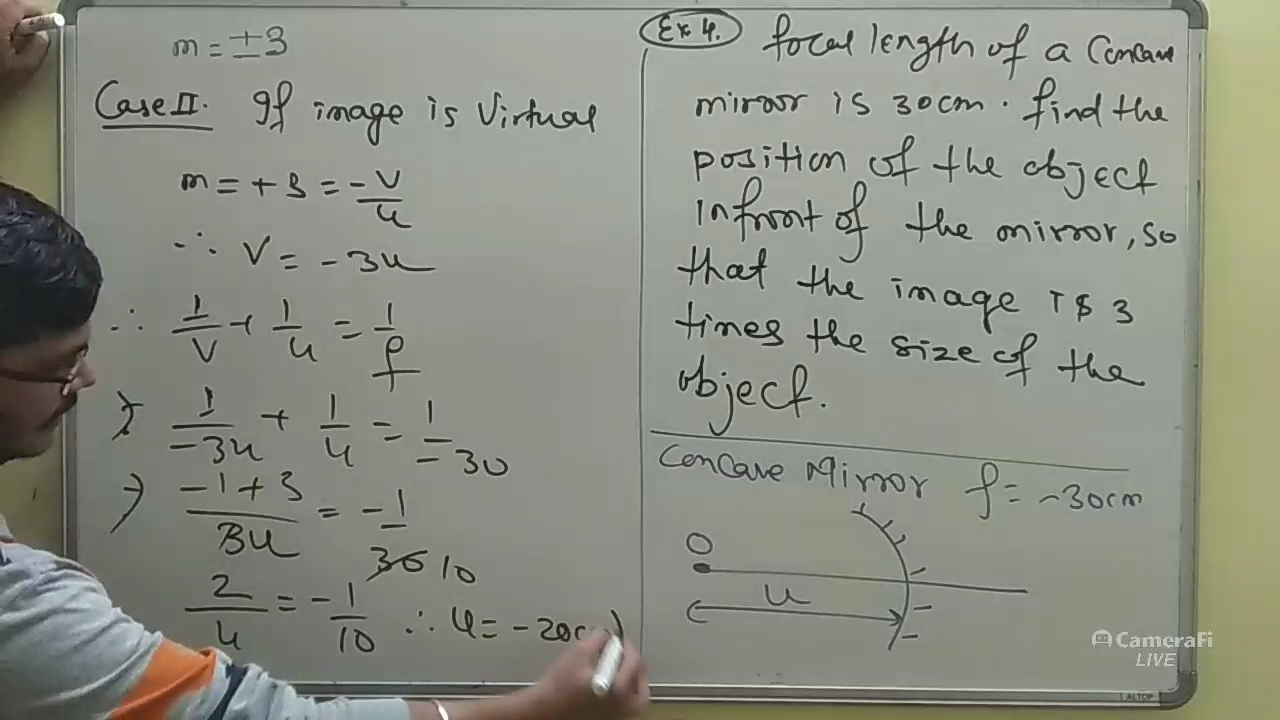 m = ±3
Case II. If image is Virtual
m = +3 = -v/u
∴ v = -3u
∴ 1/v + 1/u = 1/f
⇒ 1/-3u + 1/u = 1/-30
⇒ -1+3/3u = -1/30 10
2/u = -1/10 ∴ u = -20cm
Ex 4. focal length of a Concave
mirror is 30cm. find the
position of the object
infront of the mirror, so
that the image is 3
times the size of the
object.
Concave Mirror f = -30cm
O
u
CameraFi
LIVE
ALTOP